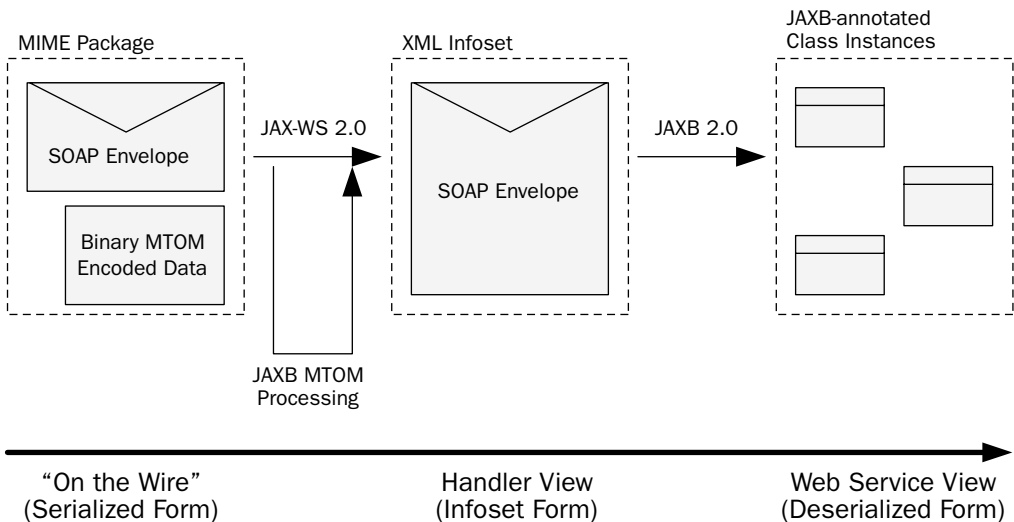 MIME Package
SOAP Envelope
Binary MTOM
Encoded Data
JAX-WS 2.0
JAXB MTOM
Processing
XML Infoset
SOAP Envelope
JAXB 2.0
JAXB-annotated
Class Instances
“On the Wire”
(Serialized Form)
Handler View
(Infoset Form)
Web Service View
(Deserialized Form)